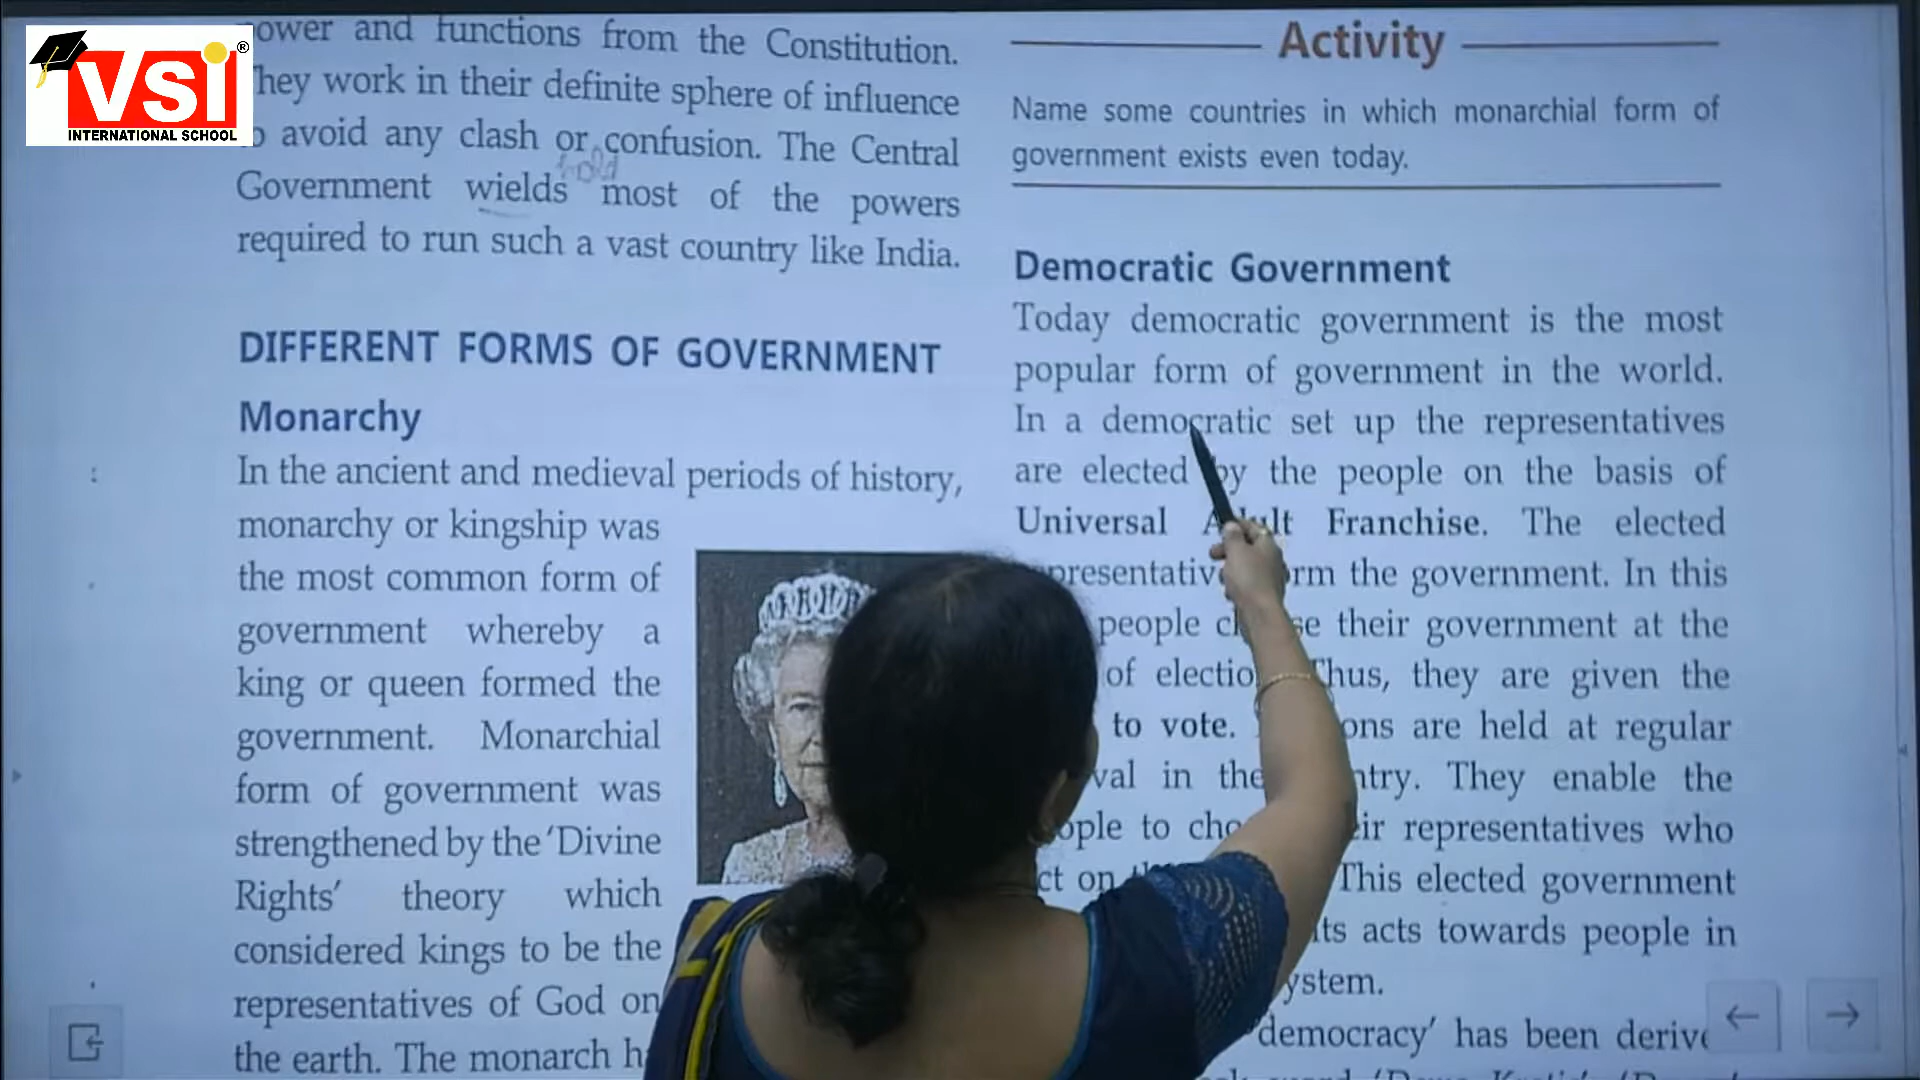 VSI
®
INTERNATIONAL SCHOOL
and functions from the Constitution.
They work in their definite sphere of influence
avoid any clash or confusion. The Central
hold
Government wields most of the powers
required to run such a vast country like India.
DIFFERENT FORMS OF GOVERNMENT
Monarchy
In the ancient and medieval periods of history,
monarchy or kingship was
the most common form of
government whereby a
king or queen formed the
government. Monarchial
form of government was
strengthened by the ‘Divine
Rights’ theory which
considered kings to be the
representatives of God on
the earth. The monarch
Activity
Name some countries in which monarchial form of
government exists even today.
Democratic Government
Today democratic government is the most
popular form of government in the world.
In a democratic set up the representatives
are elected by the people on the basis of
Universal Adult Franchise. The elected
the government. In this
people their government at the
of Thus, they are given the
to vote. are held at regular
in the They enable the
to representatives who
on This elected government
its acts towards people in
system.
‘democracy’ has been